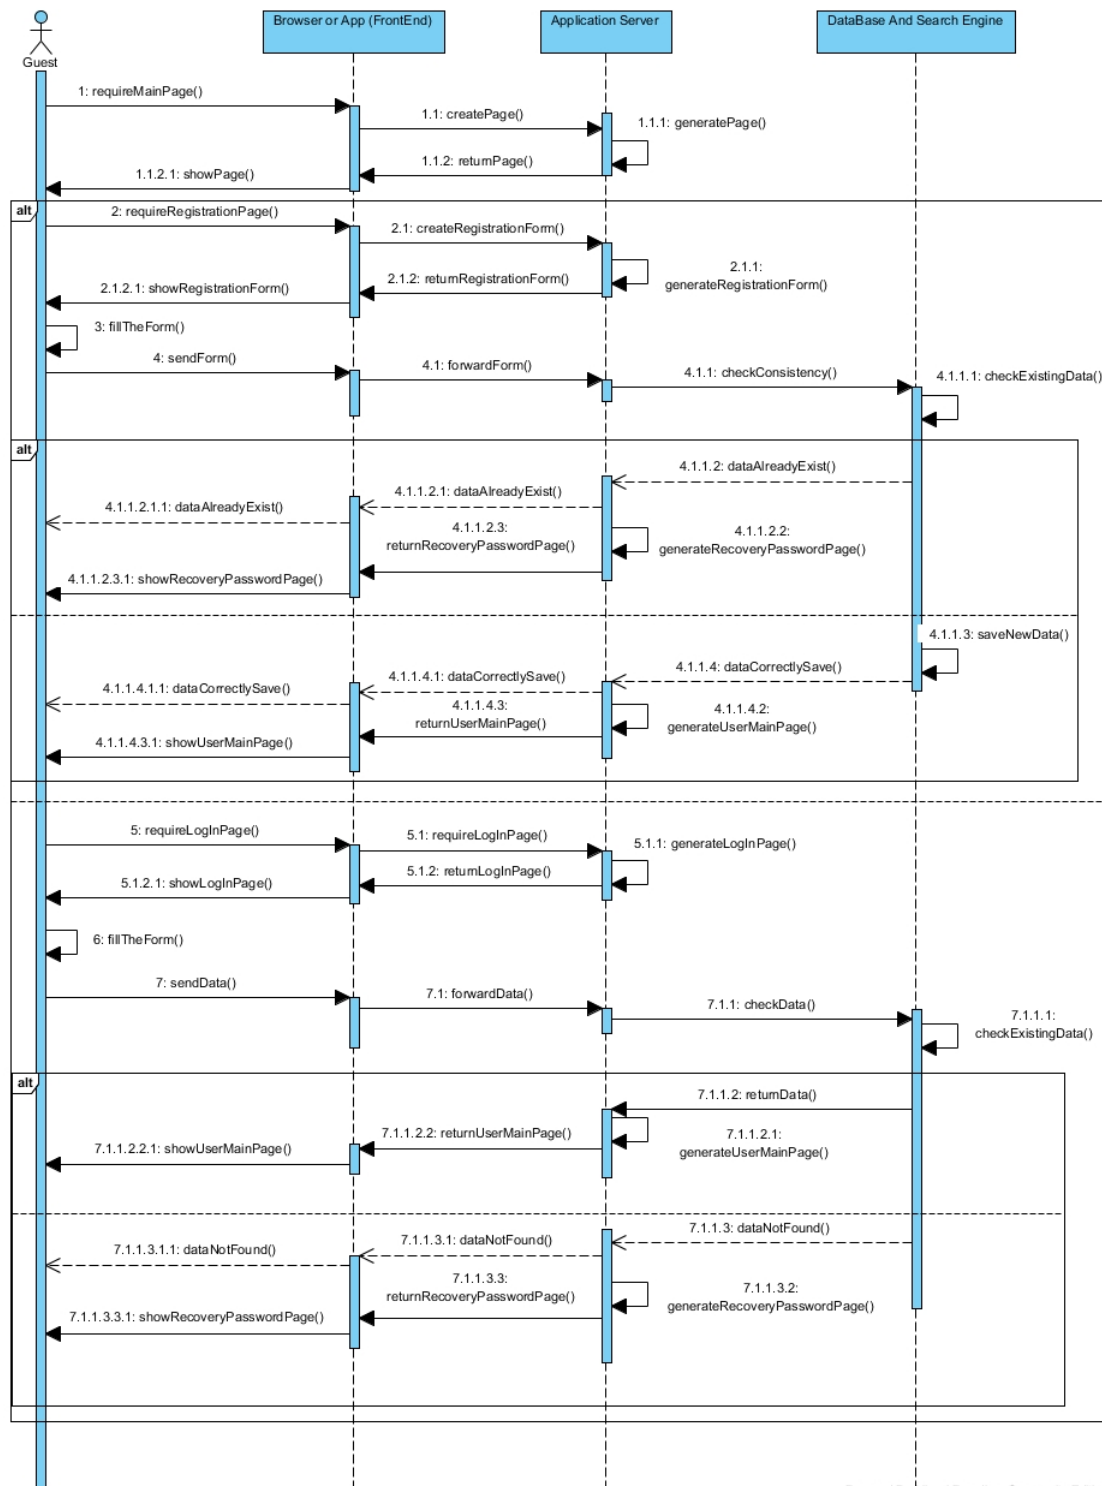 Browser or App (FrontEnd)
Application Server
DataBase And Search Engine
Guest
1: requireMainPage()
1.1: createPage()
1.1.1: generatePage()
1.1.2: returnPage()
1.1.2.1: showPage()
alt
2: requireRegistrationPage()
2.1: createRegistrationForm()
2.1.1:
generateRegistrationForm()
2.1.2: returnRegistrationForm()
2.1.2.1: showRegistrationForm()
3: fillTheForm()
4: sendForm()
4.1: forwardForm()
4.1.1: checkConsistency()
4.1.1.1: checkExistingData()
alt
4.1.1.2: dataAlreadyExist()
4.1.1.2.1: dataAlreadyExist()
4.1.1.2.1.1: dataAlreadyExist()
4.1.1.2.2:
generateRecoveryPasswordPage()
4.1.1.2.3:
returnRecoveryPasswordPage()
4.1.1.2.3.1: showRecoveryPasswordPage()
4.1.1.3: saveNewData()
4.1.1.4: dataCorrectlySave()
4.1.1.4.1: dataCorrectlySave()
4.1.1.4.1.1: dataCorrectlySave()
4.1.1.4.2:
generateUserMainPage()
4.1.1.4.3:
returnUserMainPage()
4.1.1.4.3.1: showUserMainPage()
5: requireLogInPage()
5.1: requireLogInPage()
5.1.1: generateLogInPage()
5.1.2: returnLogInPage()
5.1.2.1: showLogInPage()
6: fillTheForm()
7: sendData()
7.1: forwardData()
7.1.1: checkData()
7.1.1.1:
checkExistingData()
alt
7.1.1.2: returnData()
7.1.1.2.1:
generateUserMainPage()
7.1.1.2.2: returnUserMainPage()
7.1.1.2.2.1: showUserMainPage()
7.1.1.3: dataNotFound()
7.1.1.3.1: dataNotFound()
7.1.1.3.1.1: dataNotFound()
7.1.1.3.2:
generateRecoveryPasswordPage()
7.1.1.3.3:
returnRecoveryPasswordPage()
7.1.1.3.3.1: showRecoveryPasswordPage()